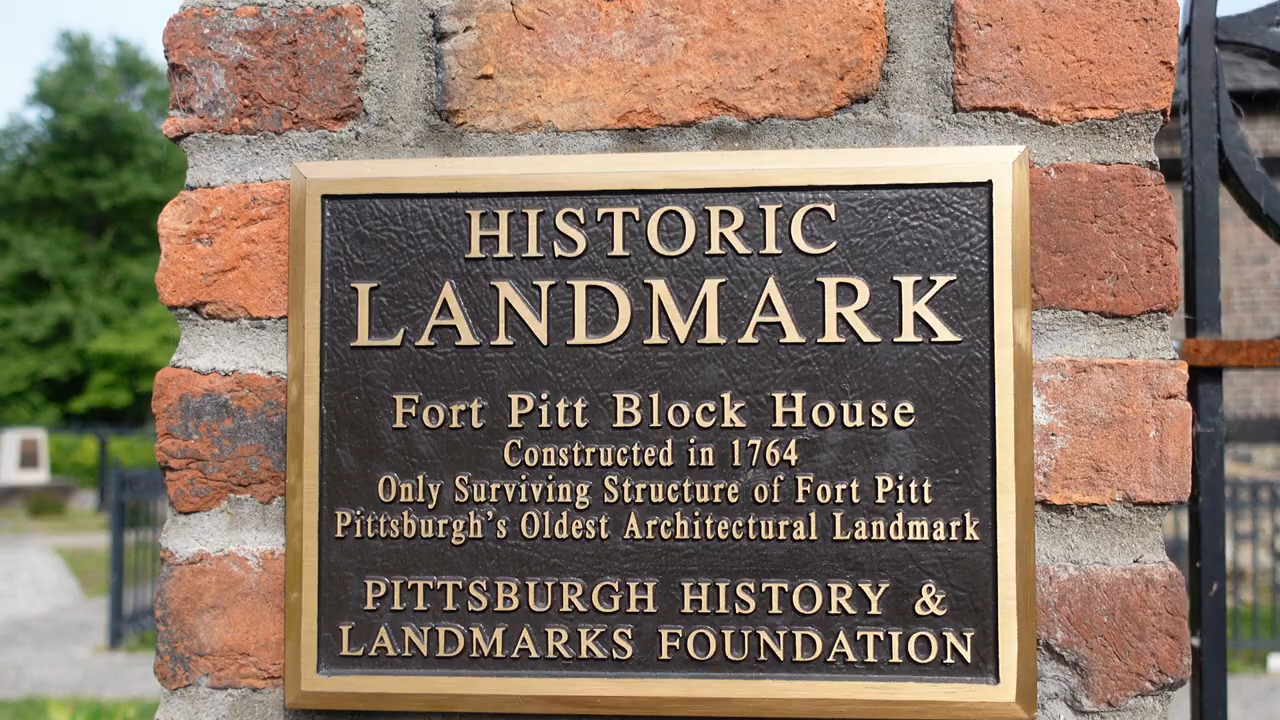 HISTORIC
LANDMARK
Fort Pitt Block House
Constructed in 1764
Only Surviving Structure of Fort Pitt
Pittsburgh's Oldest Architectural Landmark
PITTSBURGH HISTORY &
LANDMARKS FOUNDATION